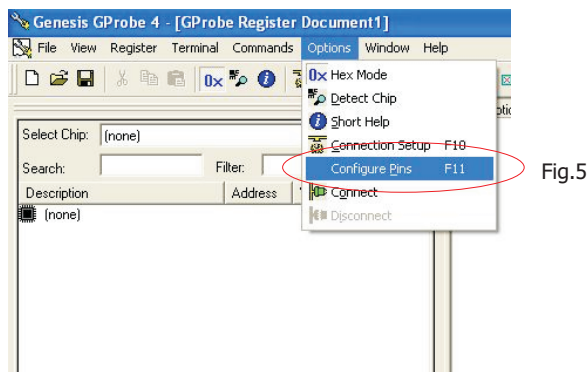 Genesis GProbe 4 - [GProbe Register Document1]
File View Register Terminal Commands Options Window Help
0x
0x Hex Mode
Detect Chip
Short Help
Connection Setup F10
Configure Pins F11
Connect
Disconnect
Select Chip: (none)
Search: Filter:
Description Address
(none)
Fig.5